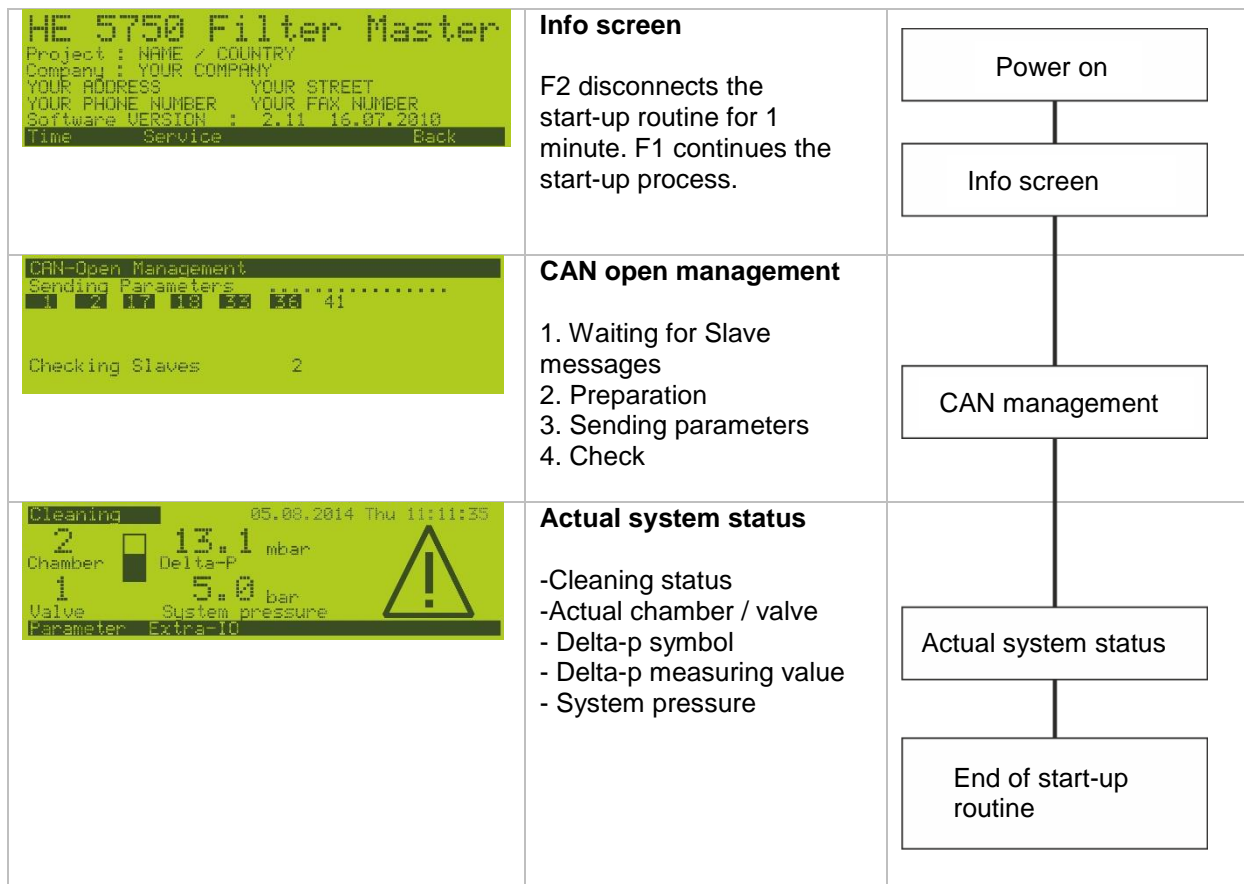 HE 5750 Filter Master
Project : NAME / COUNTRY
Company : YOUR COMPANY
YOUR ADDRESS YOUR STREET
YOUR PHONE NUMBER YOUR FAX NUMBER
Software VERSION : 2.11 16.07.2010
Time Service Back
Info screen
F2 disconnects the
start-up routine for 1
minute. F1 continues the
start-up process.
Power on
Info screen
CAN-Open Management
Sending Parameters ................
1 2 17 18 33 36 41
Checking Slaves 2
CAN open management
1. Waiting for Slave
messages
2. Preparation
3. Sending parameters
4. Check
CAN management
Cleaning 05.08.2014 Thu 11:11:35
2 13.1 mbar
Chamber Delta-P
1 5.0 bar
Valve System pressure
Parameter Extra-IO
Actual system status
-Cleaning status
-Actual chamber / valve
- Delta-p symbol
- Delta-p measuring value
- System pressure
Actual system status
End of start-up
routine